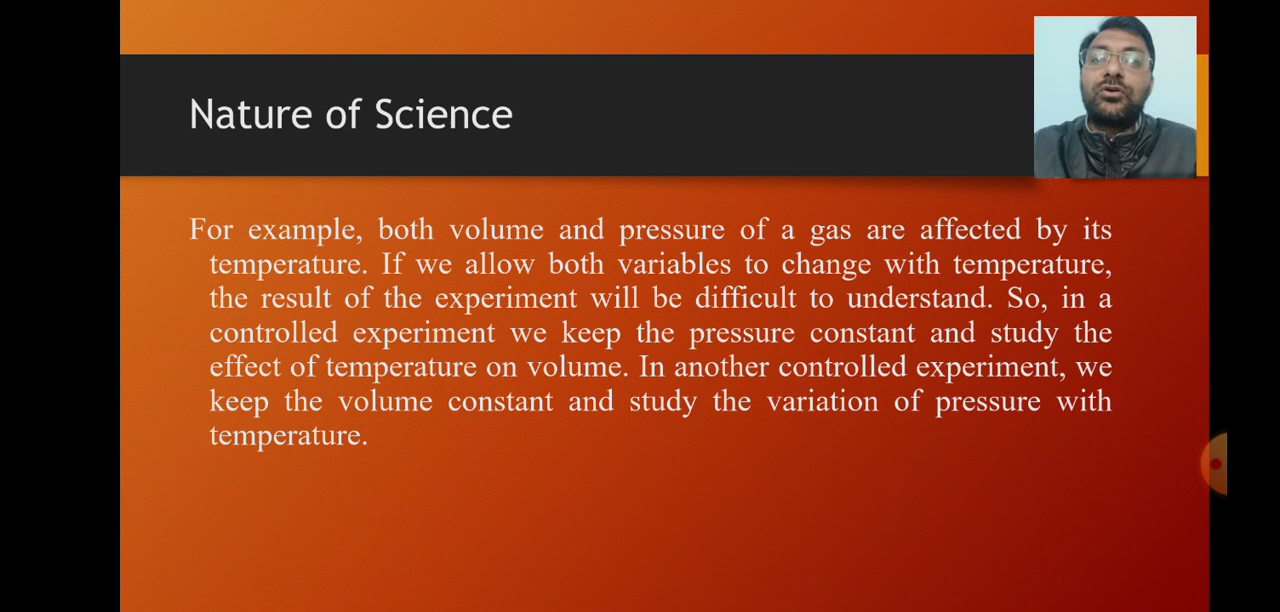 Nature of Science
For example, both volume and pressure of a gas are affected by its
temperature. If we allow both variables to change with temperature,
the result of the experiment will be difficult to understand. So, in a
controlled experiment we keep the pressure constant and study the
effect of temperature on volume. In another controlled experiment, we
keep the volume constant and study the variation of pressure with
temperature.